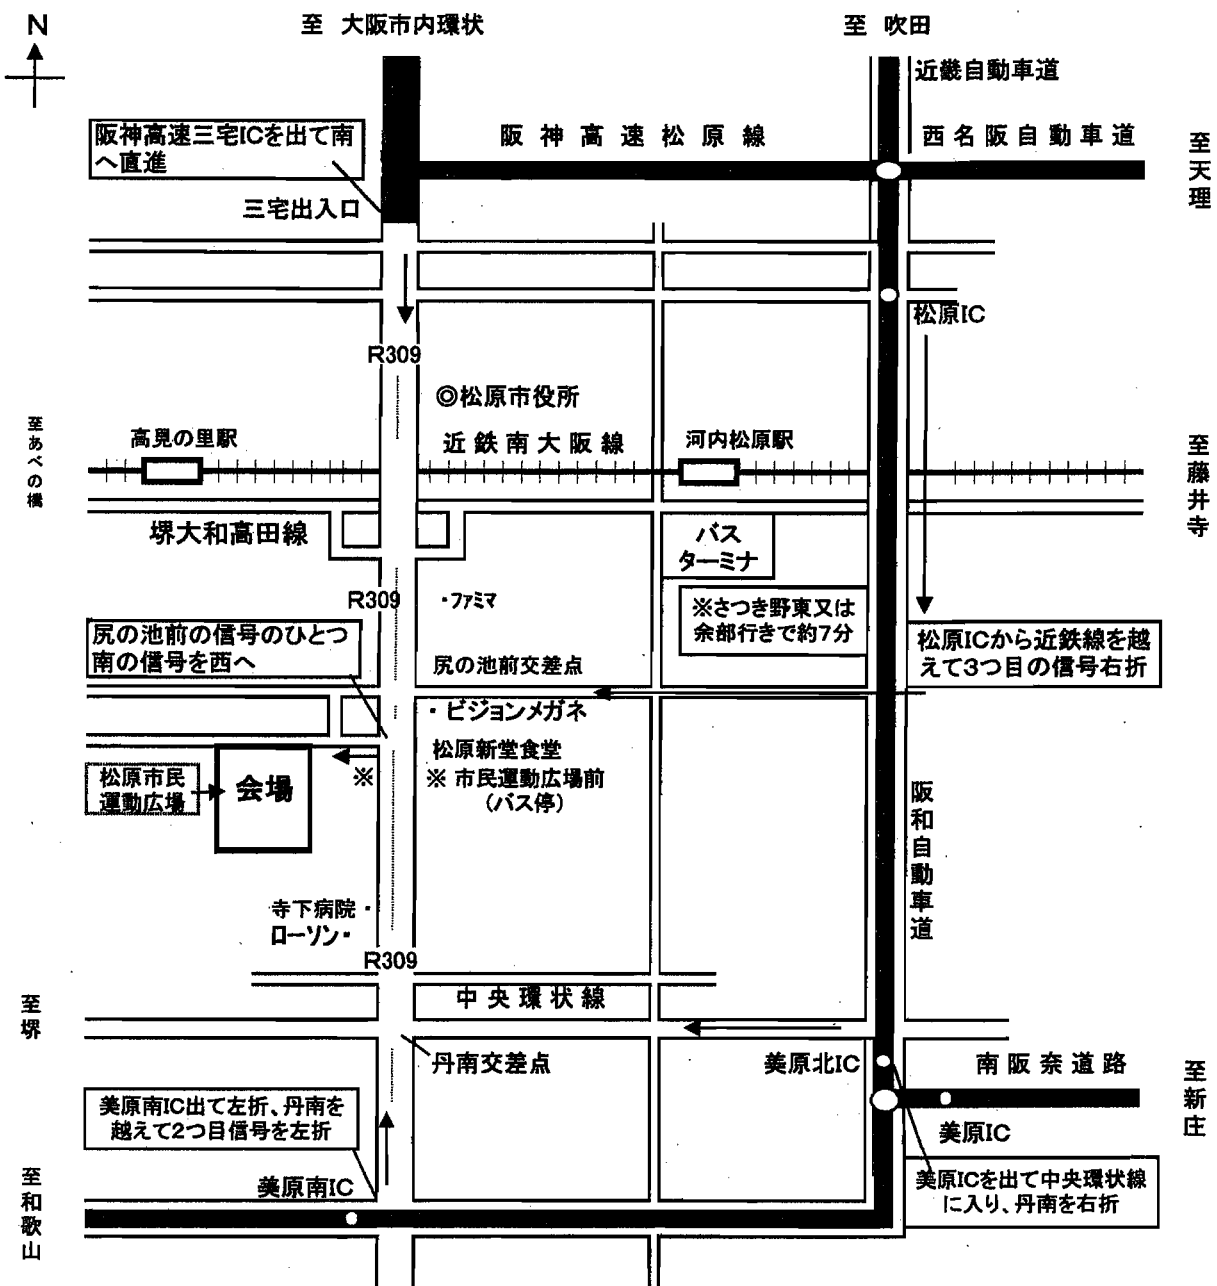 N
至 大阪市内環状
至 吹田
近畿自動車道
阪神高速三宅ICを出て南
へ直進
阪神高速松原線
西名阪自動車道
至天理
三宅出入口
松原IC
R309
◎松原市役所
至あべの橋
高見の里駅
近鉄南大阪線
河内松原駅
至藤井寺
堺大和高田線
バス
ターミナ
R309
・ファミマ
※さつき野東又は
余部行きで約7分
尻の池前の信号のひとつ
南の信号を西へ
尻の池前交差点
松原ICから近鉄線を越
えて3つ目の信号右折
・ビジョンメガネ
松原新堂食堂
※ 市民運動広場前
(バス停)
松原市民
運動広場
会場
※
阪和自動車道
寺下病院・
ローソン・
R309
中央環状線
至堺
丹南交差点
美原北IC
南阪奈道路
至新庄
美原南IC出て左折、丹南を
越えて2つ目信号を左折
美原IC
美原南IC
美原ICを出て中央環状線
に入り、丹南を右折
至和歌山